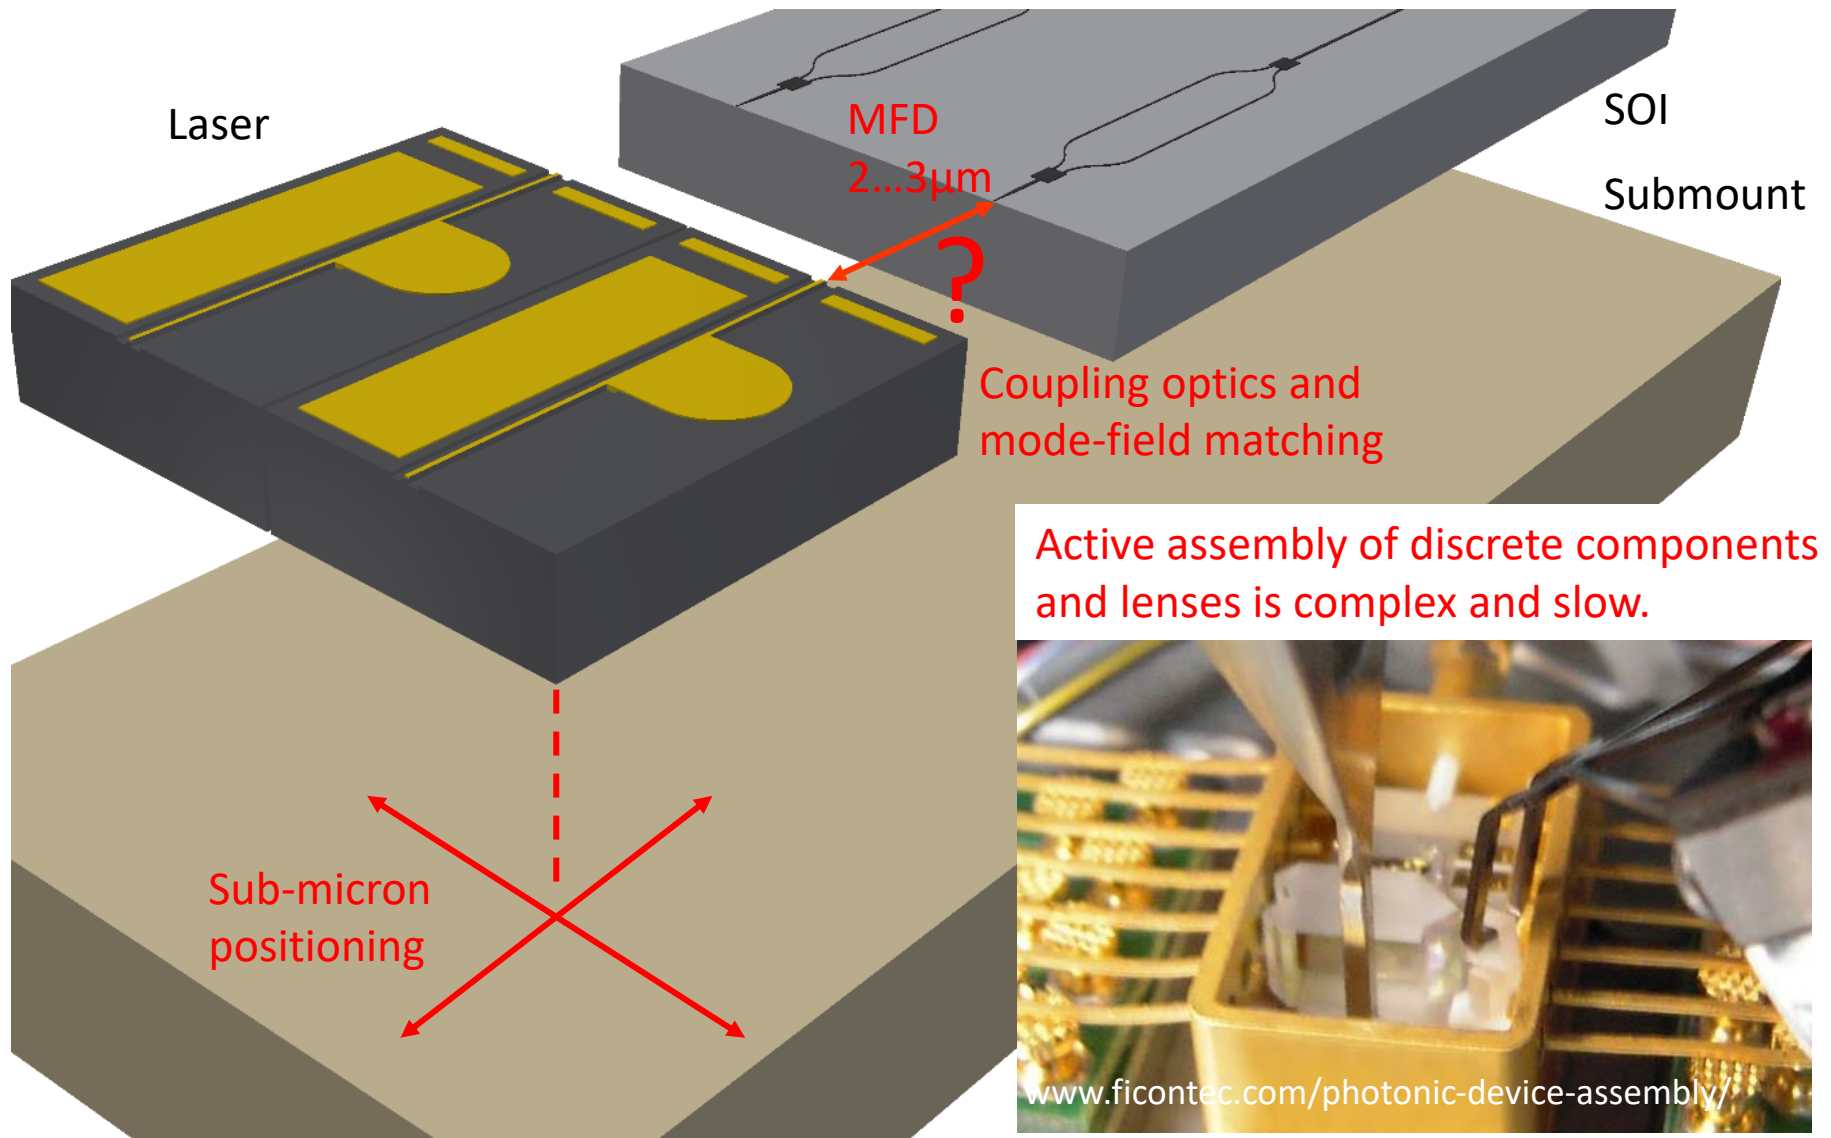 Laser
MFD
2...3µm
SOI
Submount
?
Coupling optics and
mode-field matching
Active assembly of discrete components
and lenses is complex and slow.
Sub-micron
positioning
www.ficontec.com/photonic-device-assembly/